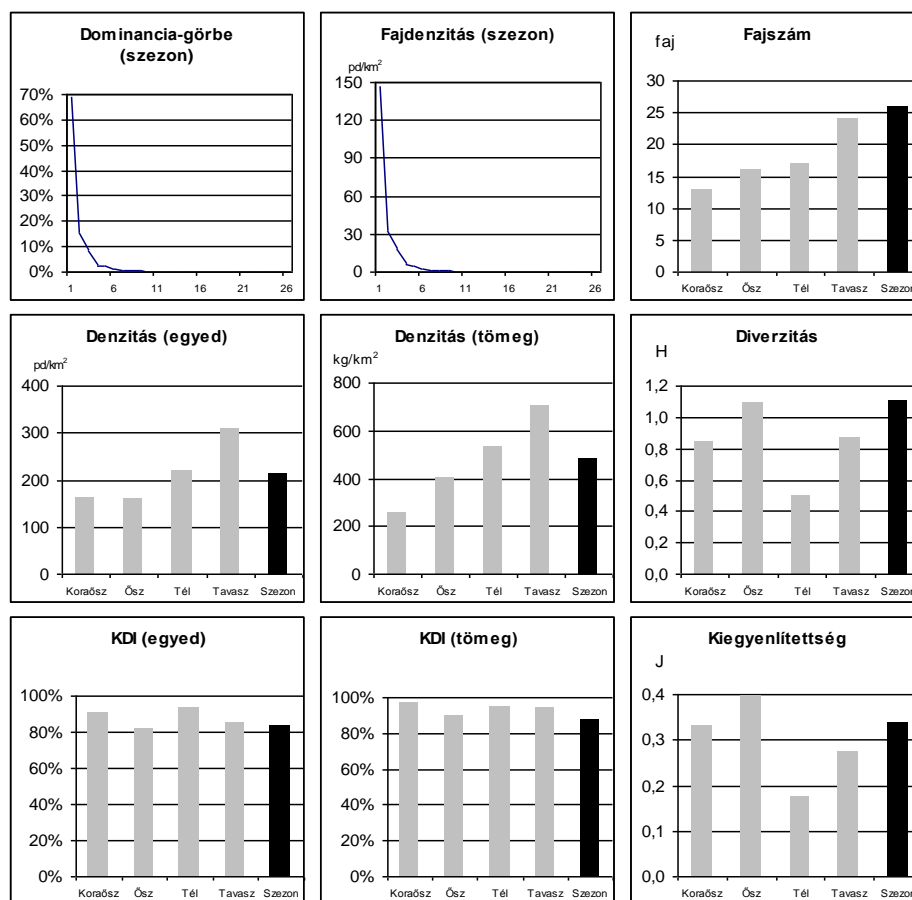 Dominancia-görbe
(szezon)
70%
60%
50%
40%
30%
20%
10%
0%
1 6 11 16 21 26
Fajdenzitás (szezon)
pd/km²
150
120
90
60
30
0
1 6 11 16 21 26
Fajszám
faj
30
25
20
15
10
5
0
Koraősz Ősz Tél Tavasz Szezon
Denzitás (egyed)
pd/km²
400
300
200
100
0
Koraősz Ősz Tél Tavasz Szezon
Denzitás (tömeg)
kg/km²
800
600
400
200
0
Koraősz Ősz Tél Tavasz Szezon
Diverzitás
H
1,2
1,0
0,8
0,6
0,4
0,2
0,0
Koraősz Ősz Tél Tavasz Szezon
KDI (egyed)
100%
80%
60%
40%
20%
0%
Koraősz Ősz Tél Tavasz Szezon
KDI (tömeg)
100%
80%
60%
40%
20%
0%
Koraősz Ősz Tél Tavasz Szezon
Kiegyenlítettség
J
0,4
0,3
0,2
0,1
0,0
Koraősz Ősz Tél Tavasz Szezon